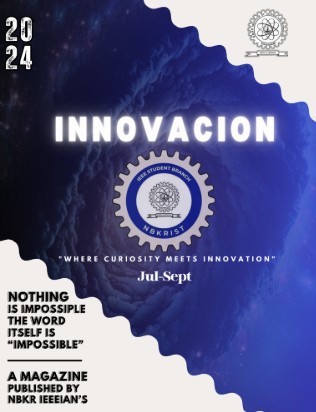 20
24
INNOVACION
IEEE STUDENT BRANCH
NBKRIST
"WHERE CURIOSITY MEETS INNOVATION"
Jul-Sept
NOTHING
IS IMPOSSIPLE
THE WORD
ITSELF IS
“IMPOSSIBLE”
A MAGAZINE
PUBLISHED BY
NBKR IEEEIAN'S